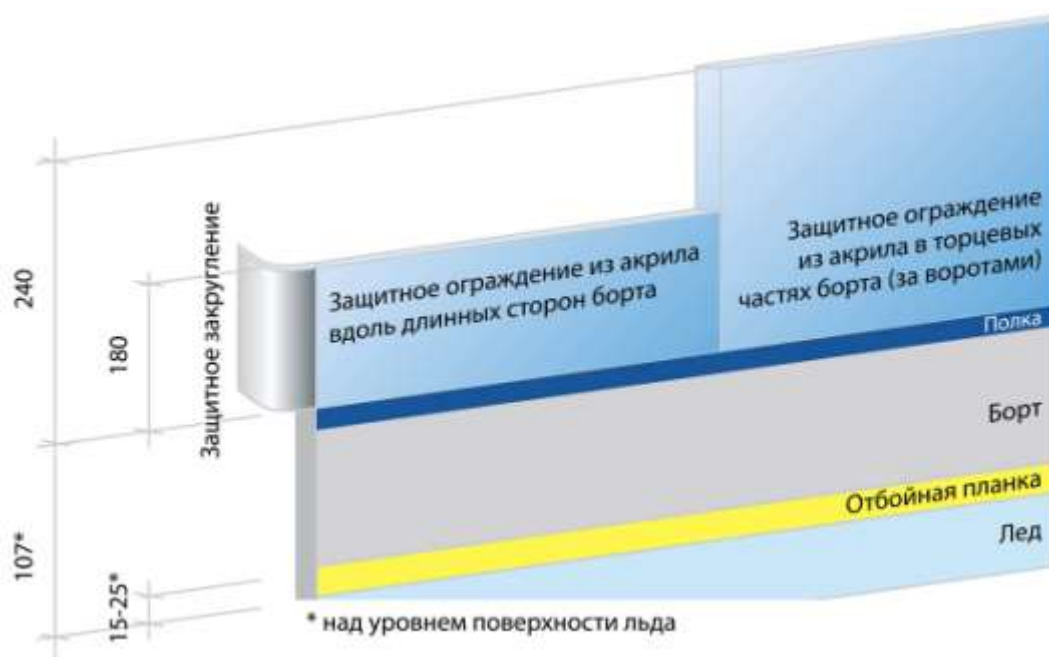 240
180
107*
15-25*
Защитное закругление
Защитное ограждение из акрила
вдоль длинных сторон борта
Защитное ограждение
из акрила в торцевых
частях борта (за воротами)
Полка
Борт
Отбойная планка
Лед
* над уровнем поверхности льда